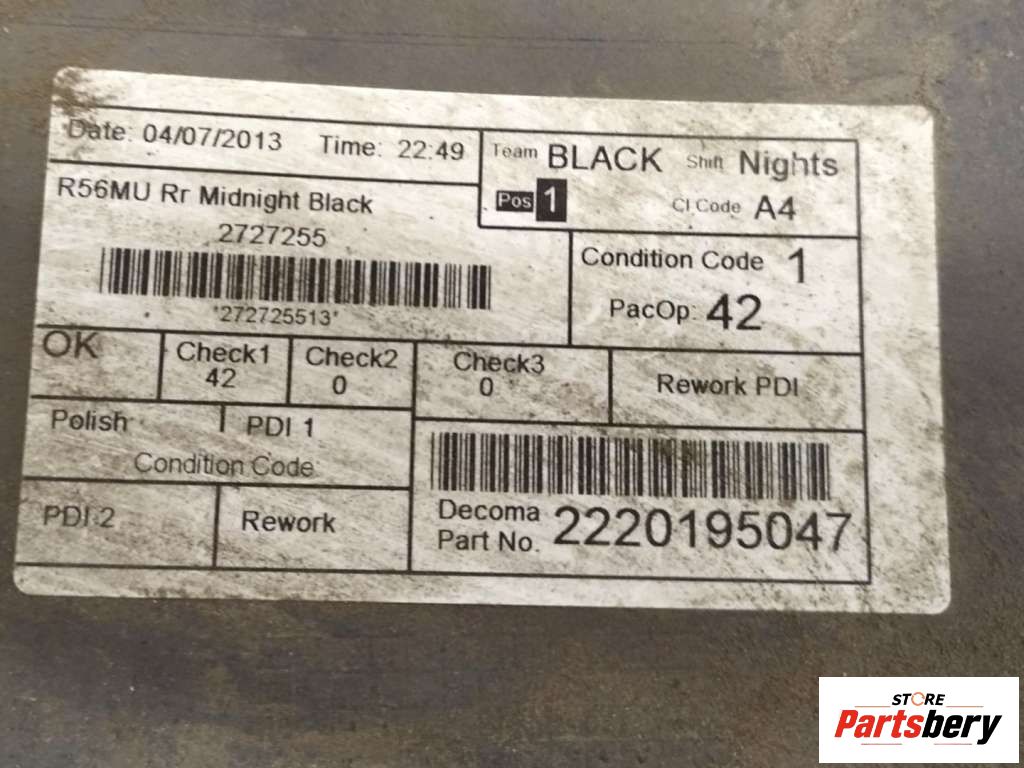 Date: 04/07/2013 Time: 22:49
Team BLACK Shift Nights
Pos 1 CI Code A4
R56MU Rr Midnight Black
2727255
*272725513*
Condition Code 1
PacOp: 42
OK
Check1
42
Check2
0
Check3
0
Rework PDI
Polish
PDI 1
Condition Code
PDI 2
Rework
Decoma
Part No. 2220195047
STORE
Partsbery